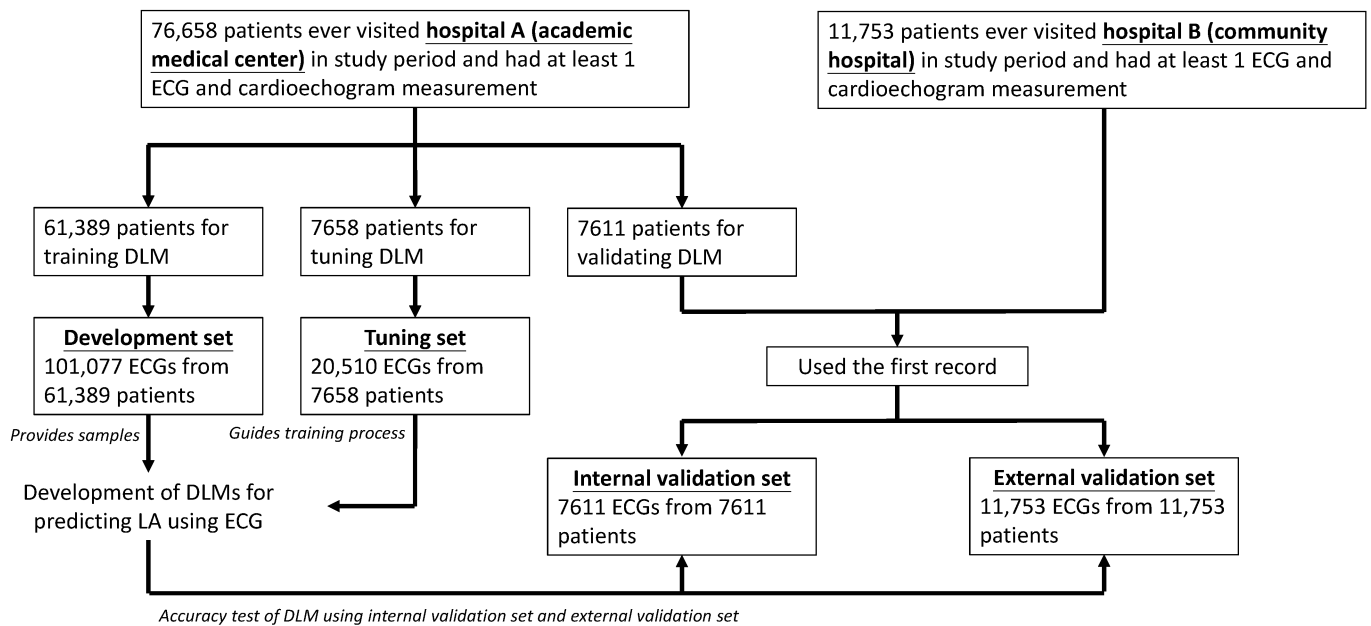 76,658 patients ever visited hospital A (academic
medical center) in study period and had at least 1
ECG and cardioechogram measurement
11,753 patients ever visited hospital B (community
hospital) in study period and had at least 1 ECG and
cardioechogram measurement
61,389 patients for
training DLM
7658 patients for
tuning DLM
7611 patients for
validating DLM
Development set
101,077 ECGs from
61,389 patients
Tuning set
20,510 ECGs from
7658 patients
Used the first record
Provides samples
Guides training process
Development of DLMs for
predicting LA using ECG
Internal validation set
7611 ECGs from 7611
patients
External validation set
11,753 ECGs from 11,753
patients
Accuracy test of DLM using internal validation set and external validation set